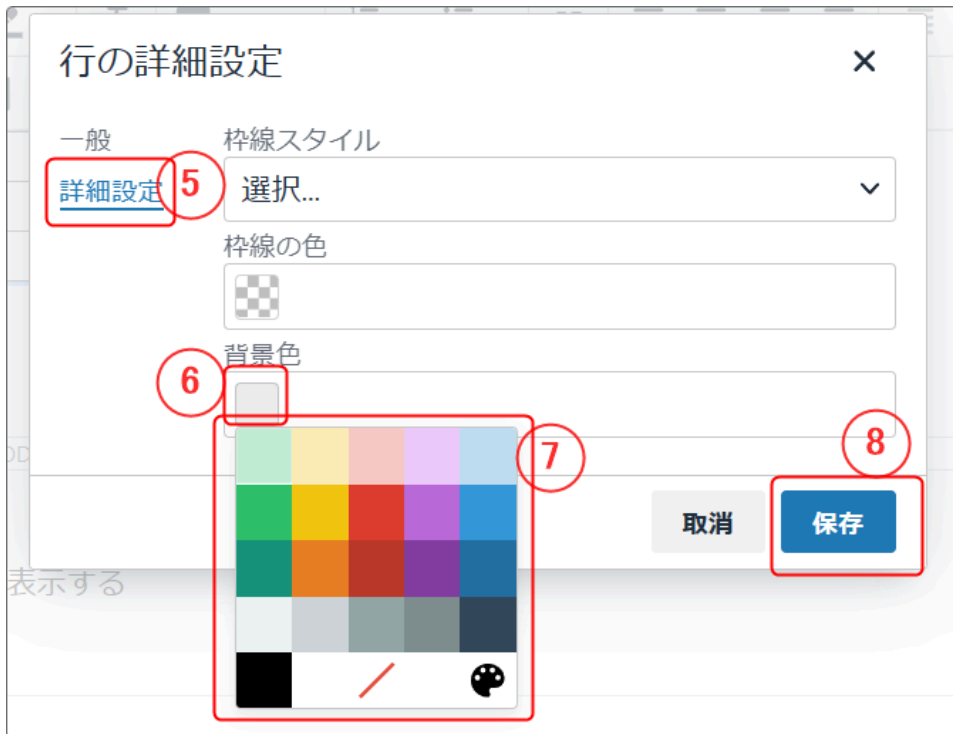 行の詳細設定
一般
枠線スタイル
詳細設定
5
選択...
枠線の色
背景色
6
7
8
取消
保存
表示する